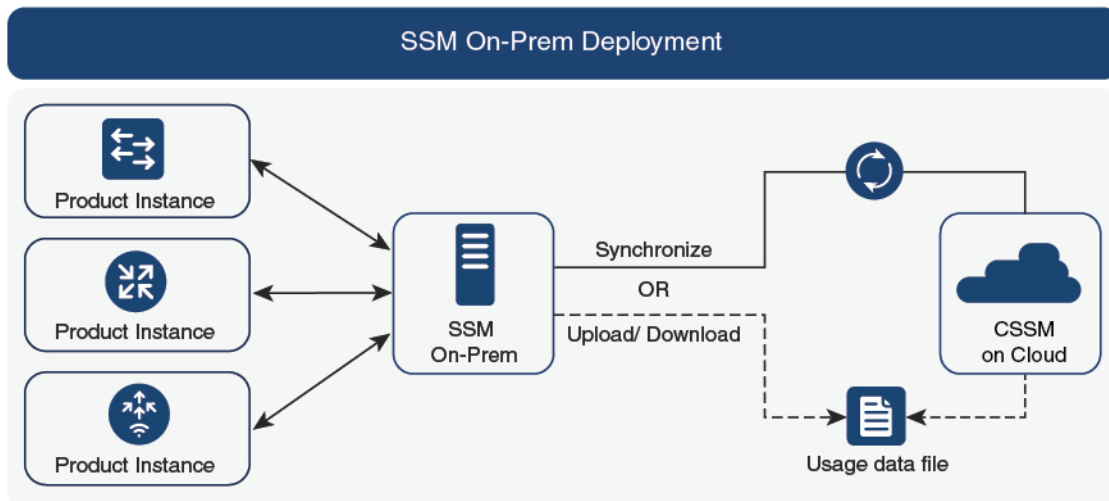 SSM On-Prem Deployment
Product Instance
Product Instance
Product Instance
SSM
On-Prem
Synchronize
OR
Upload/ Download
CSSM
on Cloud
Usage data file